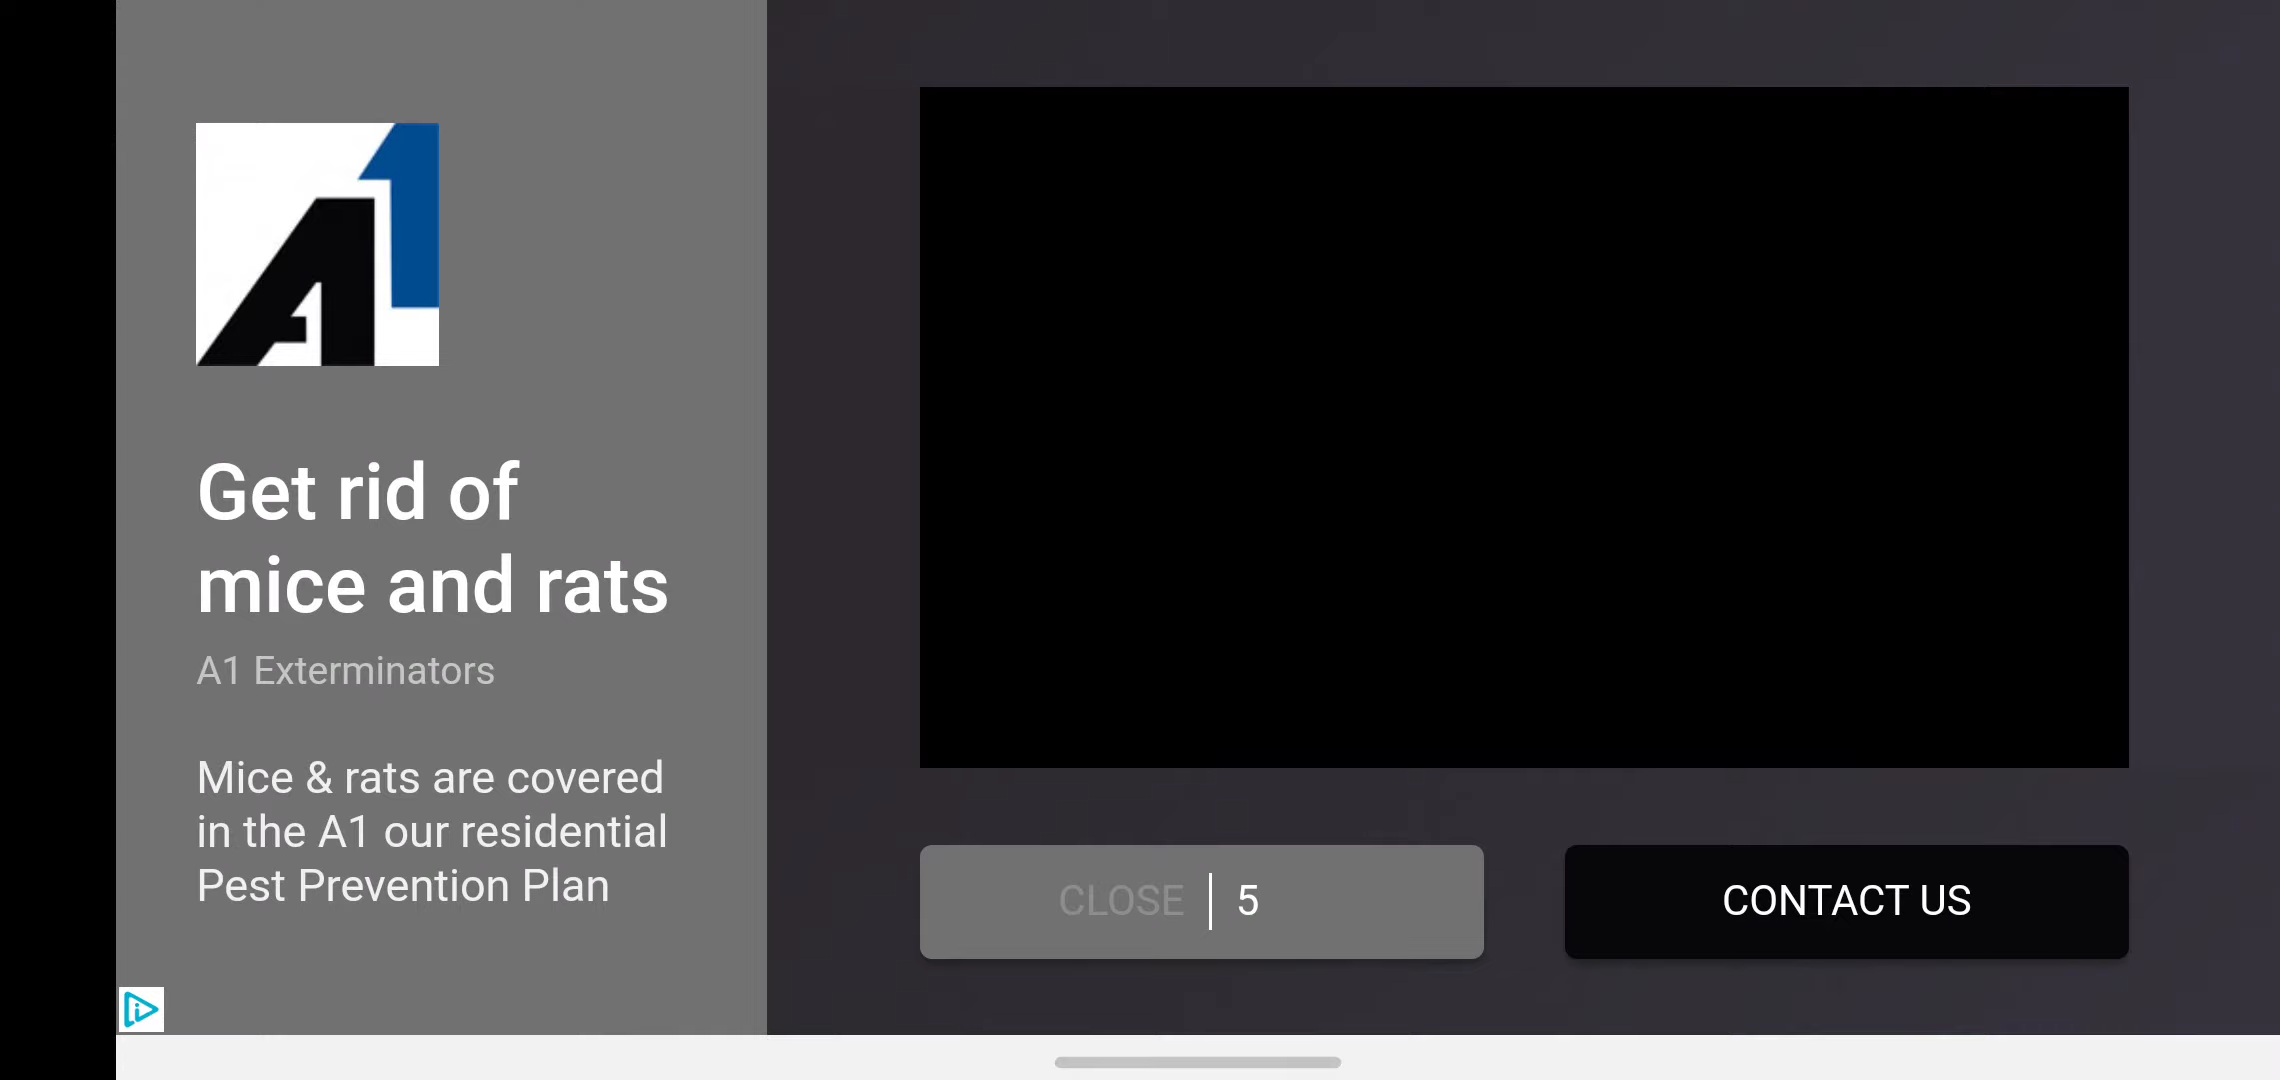 A1
Get rid of
mice and rats
A1 Exterminators
Mice & rats are covered
in the A1 our residential
Pest Prevention Plan
CLOSE | 5
CONTACT US